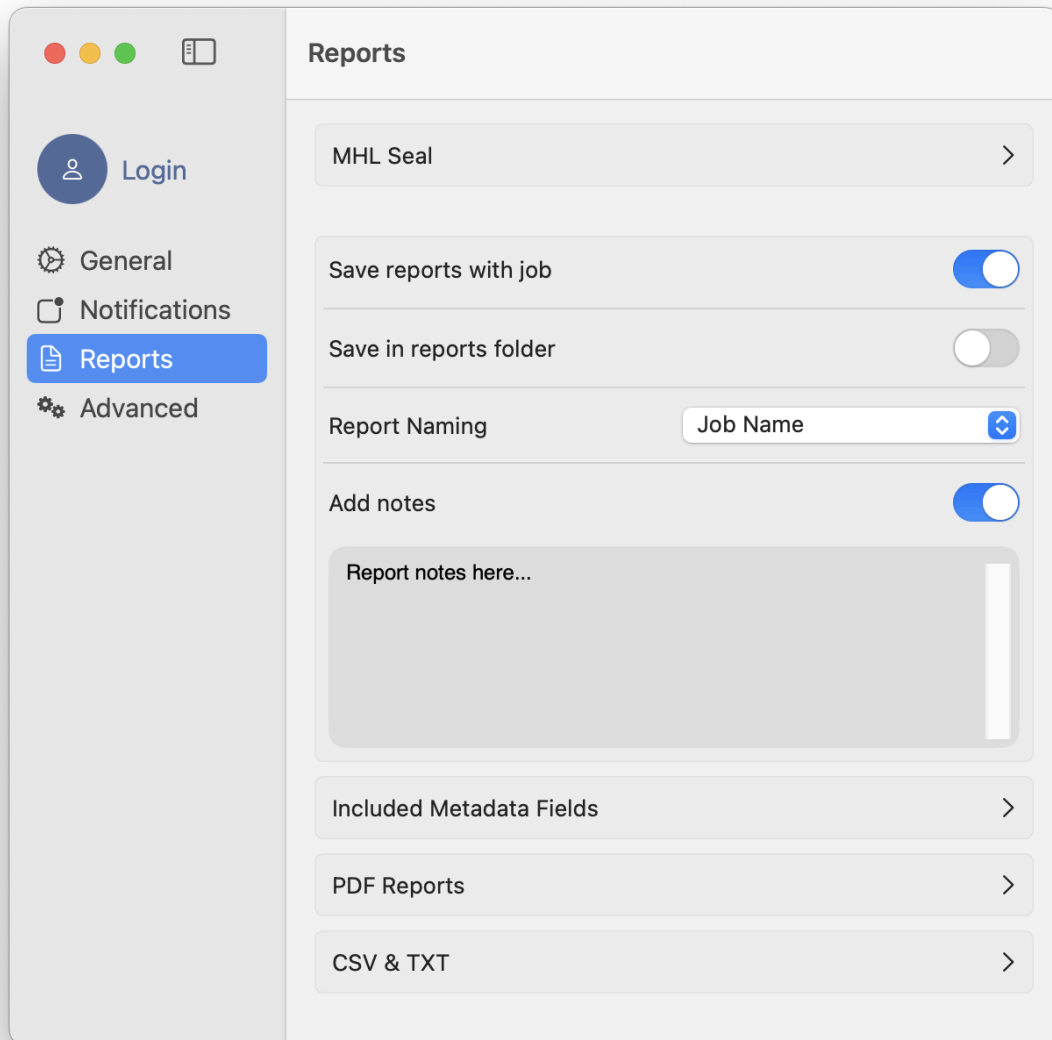 Reports
Login
General
Notifications
Reports
Advanced
MHL Seal
Save reports with job
Save in reports folder
Report Naming
Job Name
Add notes
Report notes here...
Included Metadata Fields
PDF Reports
CSV & TXT